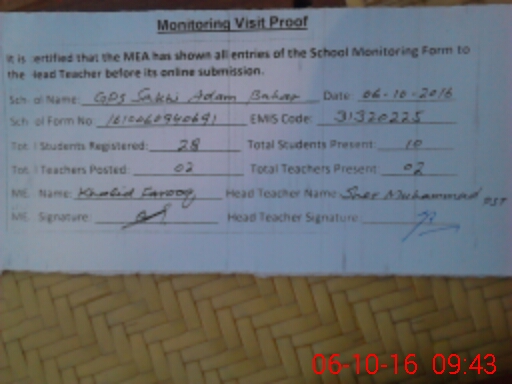 Monitoring Visit Proof
It is certified that the MEA has shown all entries of the School Monitoring Form to
the Head Teacher before its online submission.
School Name: GPS Sakhi Adam Bahar Date: 06-10-2016
School Form No: 1610060940691 EMIS Code: 31320225
Total Students Registered: 28 Total Students Present: 10
Total Teachers Posted: 02 Total Teachers Present: 02
MEA Name: Khalid Farooq Head Teacher Name: Sher Muhammad PST
MEA Signature: Head Teacher Signature:
06-10-16 09:43